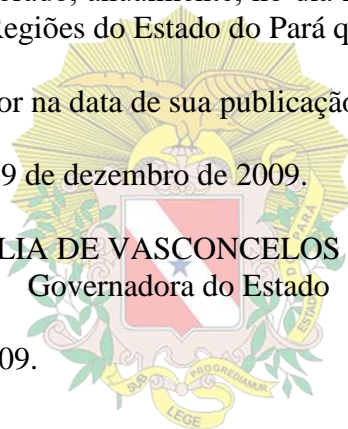 Regiões do Estado do Pará q
or na data de sua publicação
9 de dezembro de 2009.
LIA DE VASCONCELOS
Governadora do Estado
09.
SUB LEGE PROGREDIAMUR